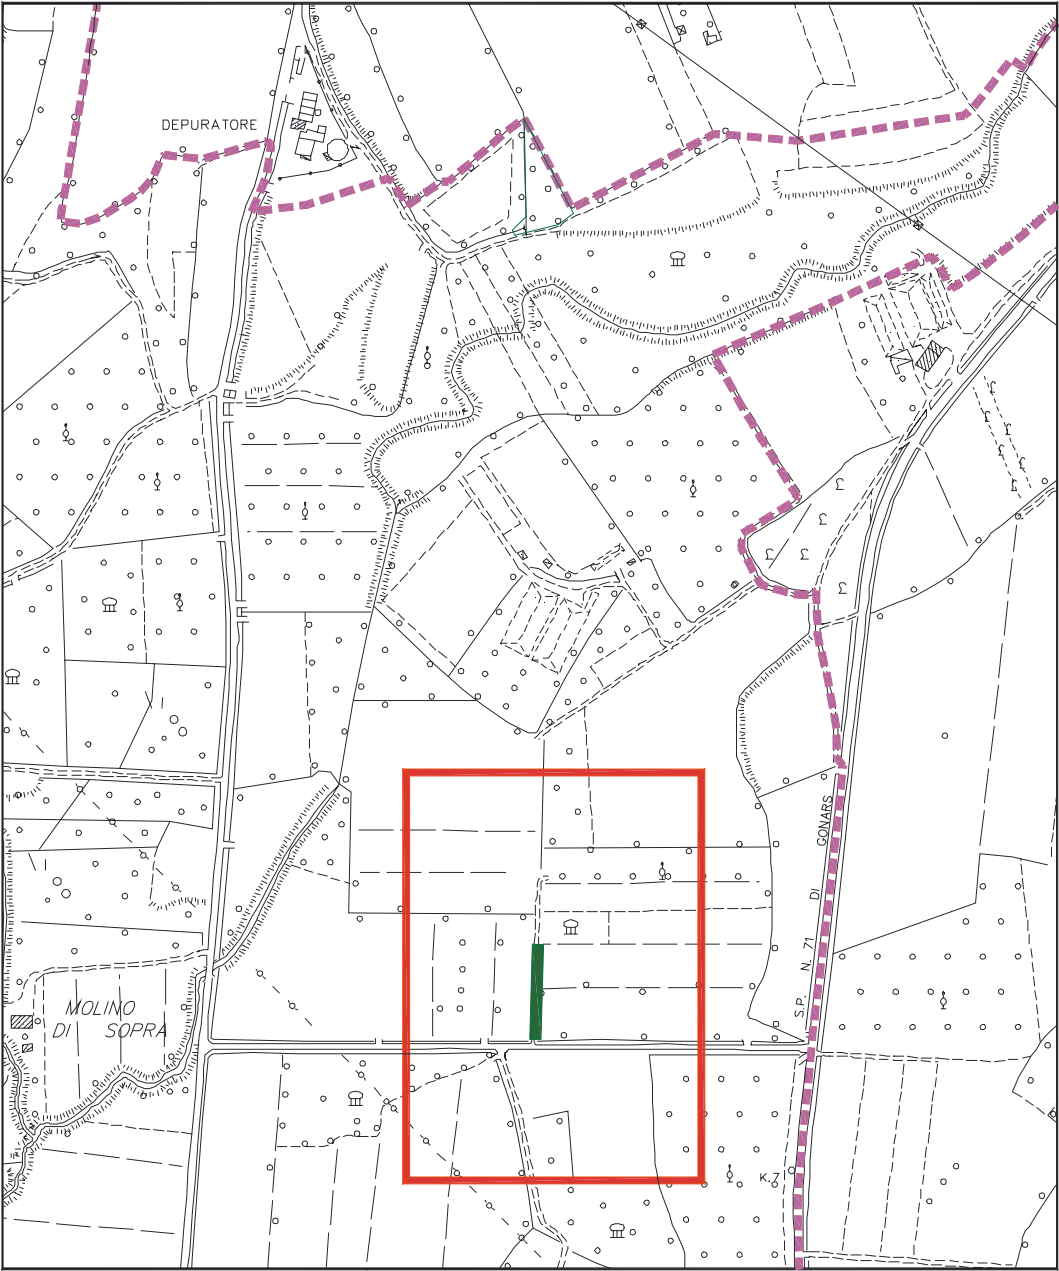 DEPURATORE
S.P. N. 71 DI GONARS
MOLINO
DI SOPRA
K.7